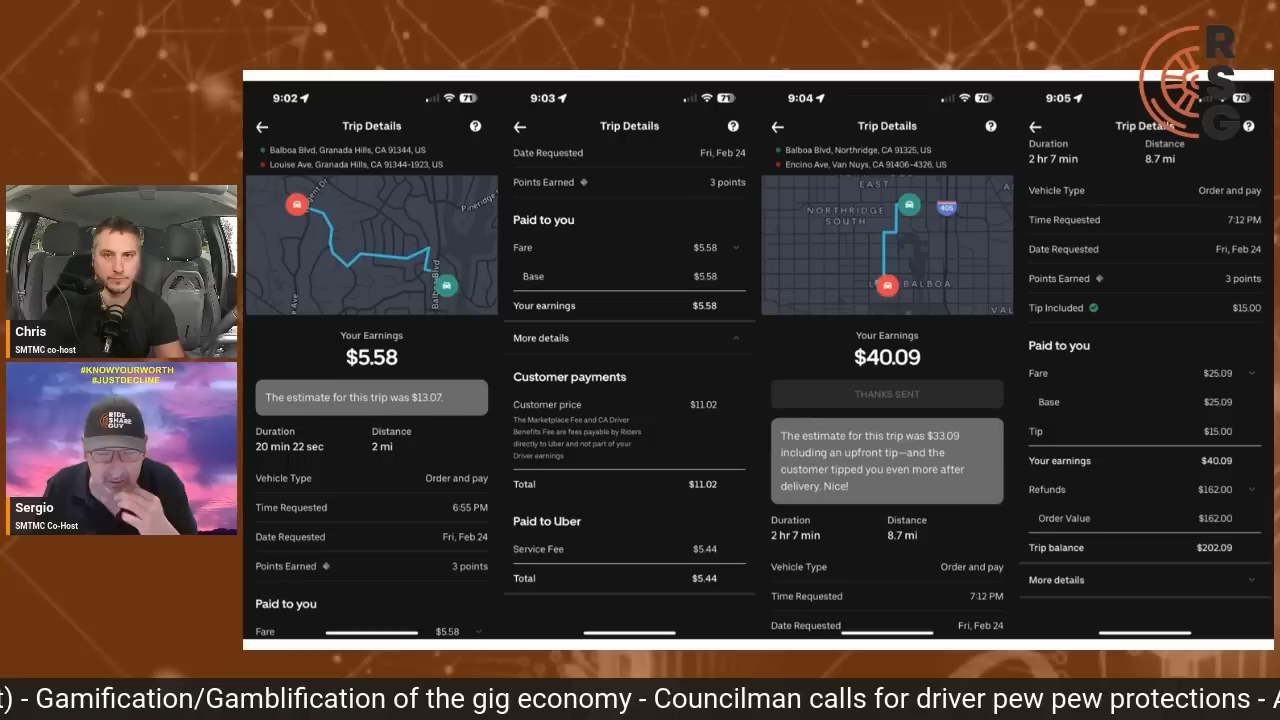 RSG
Chris
SMTMC co-host
#KNOWYOURWORTH
#JUSTDECLINE
RIDE
SHARE
GUY
Sergio
SMTMC Co-Host
9:02
71
Trip Details
Balboa Blvd, Granada Hills, CA 91344, US
Louise Ave, Granada Hills, CA 91344-1923, US
Balboa Blvd
Your Earnings
$5.58
The estimate for this trip was $13.07.
Duration
Distance
20 min 22 sec
2 mi
Vehicle Type
Order and pay
Time Requested
6:55 PM
Date Requested
Fri, Feb 24
Points Earned
3 points
Paid to you
Fare
$5.58
9:03
71
Trip Details
Date Requested
Fri, Feb 24
Points Earned
3 points
Paid to you
Fare
$5.58
Base
$5.58
Your earnings
$5.58
More details
Customer payments
Customer price
$11.02
The Marketplace Fee and CA Driver
Benefits Fee are fees payable by Riders
directly to Uber and not part of your
Driver earnings
Total
$11.02
Paid to Uber
Service Fee
$5.44
Total
$5.44
9:04
70
Trip Details
Balboa Blvd, Northridge, CA 91325, US
Encino Ave, Van Nuys, CA 91406-4326, US
EAST
NORTHRIDGE
SOUTH
405
BALBOA
Your Earnings
$40.09
THANKS SENT
The estimate for this trip was $33.09
including an upfront tip—and the
customer tipped you even more after
delivery. Nice!
Duration
Distance
2 hr 7 min
8.7 mi
Vehicle Type
Order and pay
Time Requested
7:12 PM
Date Requested
Fri, Feb 24
9:05
70
Trip Details
Duration
Distance
2 hr 7 min
8.7 mi
Vehicle Type
Order and pay
Time Requested
7:12 PM
Date Requested
Fri, Feb 24
Points Earned
3 points
Tip Included
$15.00
Paid to you
Fare
$25.09
Base
$25.09
Tip
$15.00
Your earnings
$40.09
Refunds
$162.00
Order Value
$162.00
Trip balance
$202.09
More details
- Gamification/Gamblification of the gig economy - Councilman calls for driver pew pew protections -